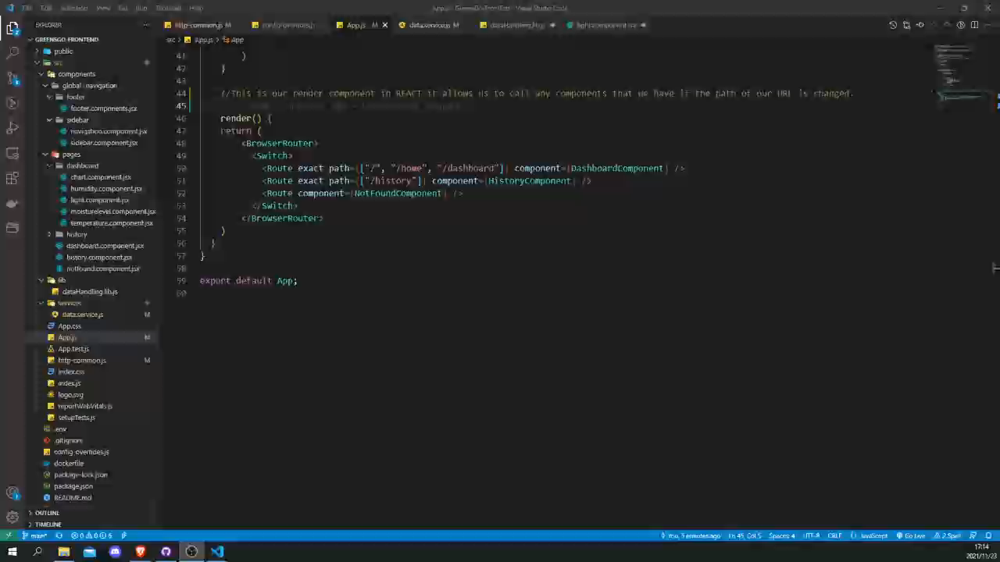 File Edit Selection View Go Run Terminal Help
App.js - GreensGo-FrontEnd - Visual Studio Code
EXPLORER
http-common.js M
config-overrides.js
App.js M
data.service.js M
dataHandling.lib.js
light.component.jsx
GREENSGO-FRONTEND
src > App.js > App
public
src
components
global - navigation
footer
footer.components.jsx
sidebar
navigation.component.jsx
sidebar.component.jsx
pages
dashboard
chart.component.jsx
humidity.component.jsx
light.component.jsx
moisturelevel.component.jsx
temperature.component.jsx
history
dashboard.component.jsx
history.component.jsx
notfound.component.jsx
lib
dataHandling.lib.js
services
data.service.js M
App.css
App.js M
App.test.js
http-common.js M
index.css
index.js
logo.svg
reportWebVitals.js
setupTests.js
.env
.gitignore
config-overrides.js
dockerfile
package-lock.json
package.json
README.md
OUTLINE
TIMELINE
41 )
42 }
43
44 //This is our render component in REACT it allows us to call any components that we have if the path of our URL is changed.
45
46 render() {
47 return (
48 <BrowserRouter>
49 <Switch>
50 <Route exact path={["/", "/home", "/dashboard"]} component={DashboardComponent} />
51 <Route exact path={["/history"]} component={HistoryComponent} />
52 <Route component={NotFoundComponent} />
53 </Switch>
54 </BrowserRouter>
55 )
56 }
57 }
58
59 export default App;
60
main* 0 0 6
You, 5 minutes ago Ln 45, Col 5 Spaces: 4 UTF-8 CRLF {} JavaScript Go Live 2 Spell
17:14
2021/11/23